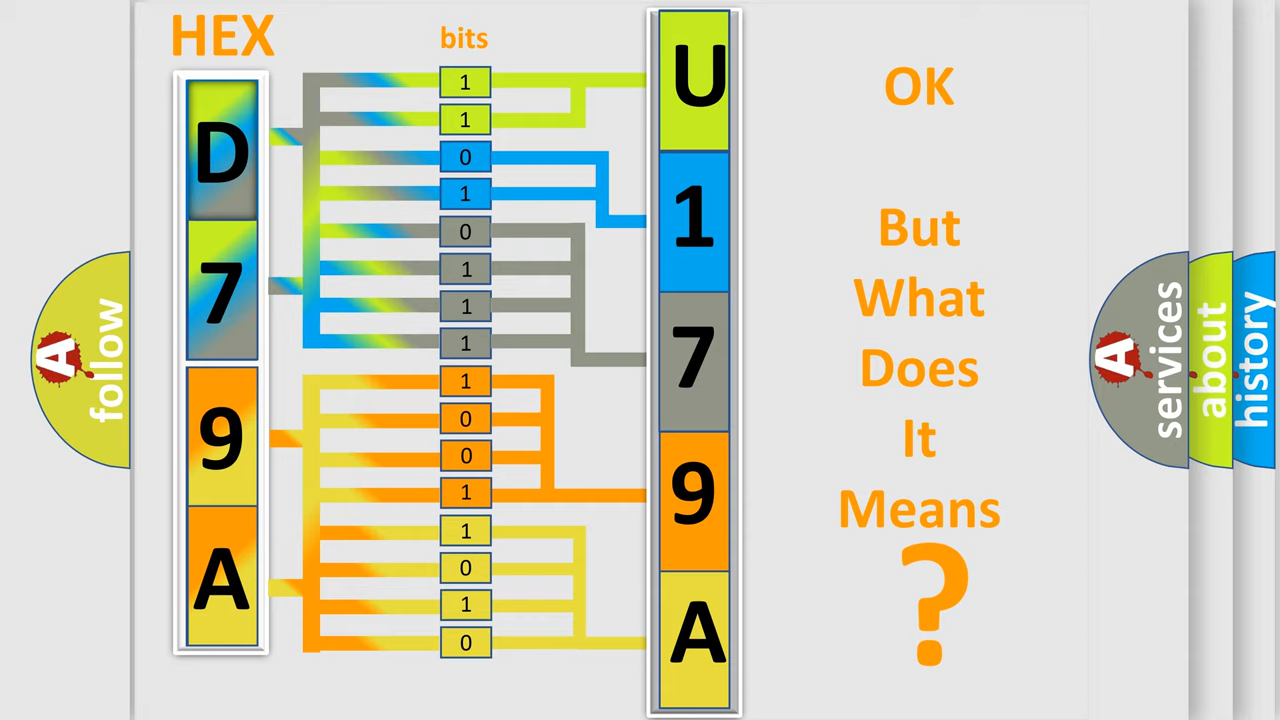 HEX
bits
D
7
9
A
1
1
0
1
0
1
1
1
1
0
0
1
1
0
1
0
U
1
7
9
A
OK
But
What
Does
It
Means
?
A
follow
A
services
about
history